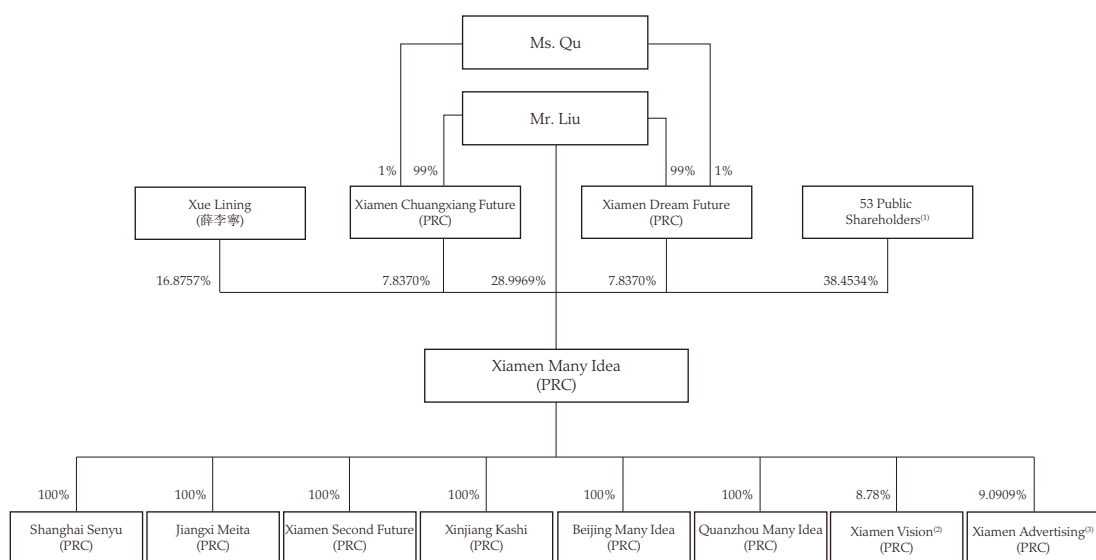 Ms. Qu
Mr. Liu
1%
99%
99%
1%
Xue Lining
(薛李寧)
Xiamen Chuangxiang Future
(PRC)
Xiamen Dream Future
(PRC)
53 Public
Shareholders(1)
16.8757%
7.8370%
28.9969%
7.8370%
38.4534%
Xiamen Many Idea
(PRC)
100%
100%
100%
100%
100%
100%
8.78%
9.0909%
Shanghai Senyu
(PRC)
Jiangxi Meita
(PRC)
Xiamen Second Future
(PRC)
Xinjiang Kashi
(PRC)
Beijing Many Idea
(PRC)
Quanzhou Many Idea
(PRC)
Xiamen Vision(2)
(PRC)
Xiamen Advertising(3)
(PRC)